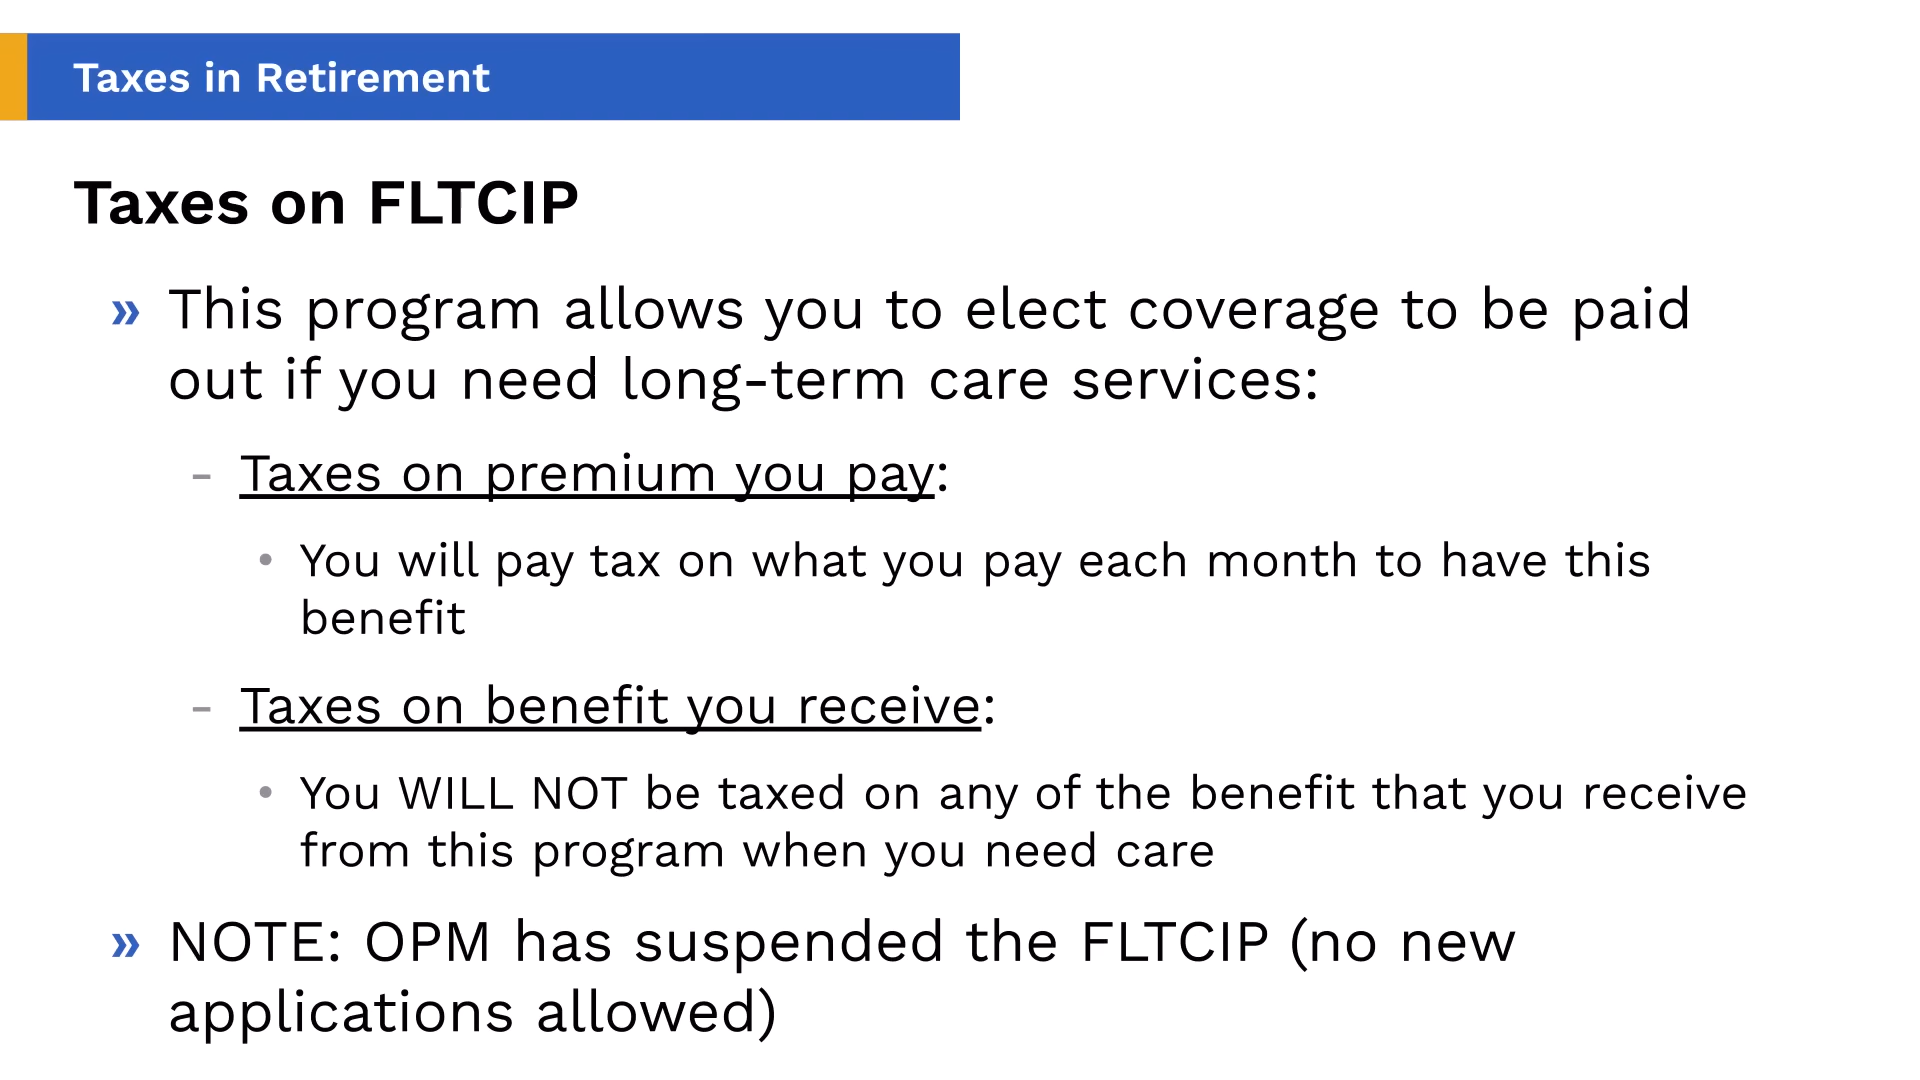 Taxes in Retirement
Taxes on FLTCIP
» This program allows you to elect coverage to be paid
out if you need long-term care services:
- Taxes on premium you pay:
• You will pay tax on what you pay each month to have this
benefit
- Taxes on benefit you receive:
• You WILL NOT be taxed on any of the benefit that you receive
from this program when you need care
» NOTE: OPM has suspended the FLTCIP (no new
applications allowed)